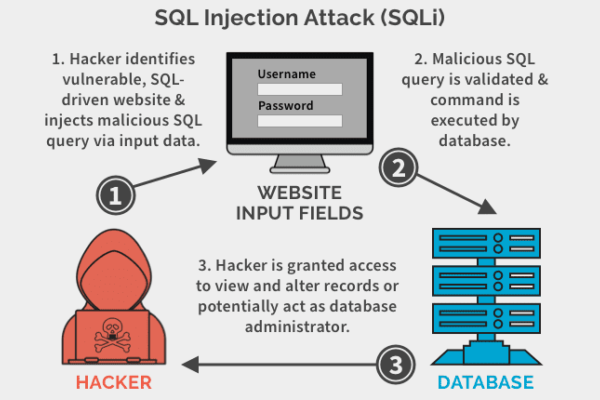 SQL Injection Attack (SQLi)
1. Hacker identifies
vulnerable, SQL-
driven website &
injects malicious SQL
query via input data.
Username
Password
2. Malicious SQL
query is validated &
command is
executed by
database.
1
2
WEBSITE
INPUT FIELDS
3. Hacker is granted access
to view and alter records or
potentially act as database
administrator.
3
HACKER
DATABASE